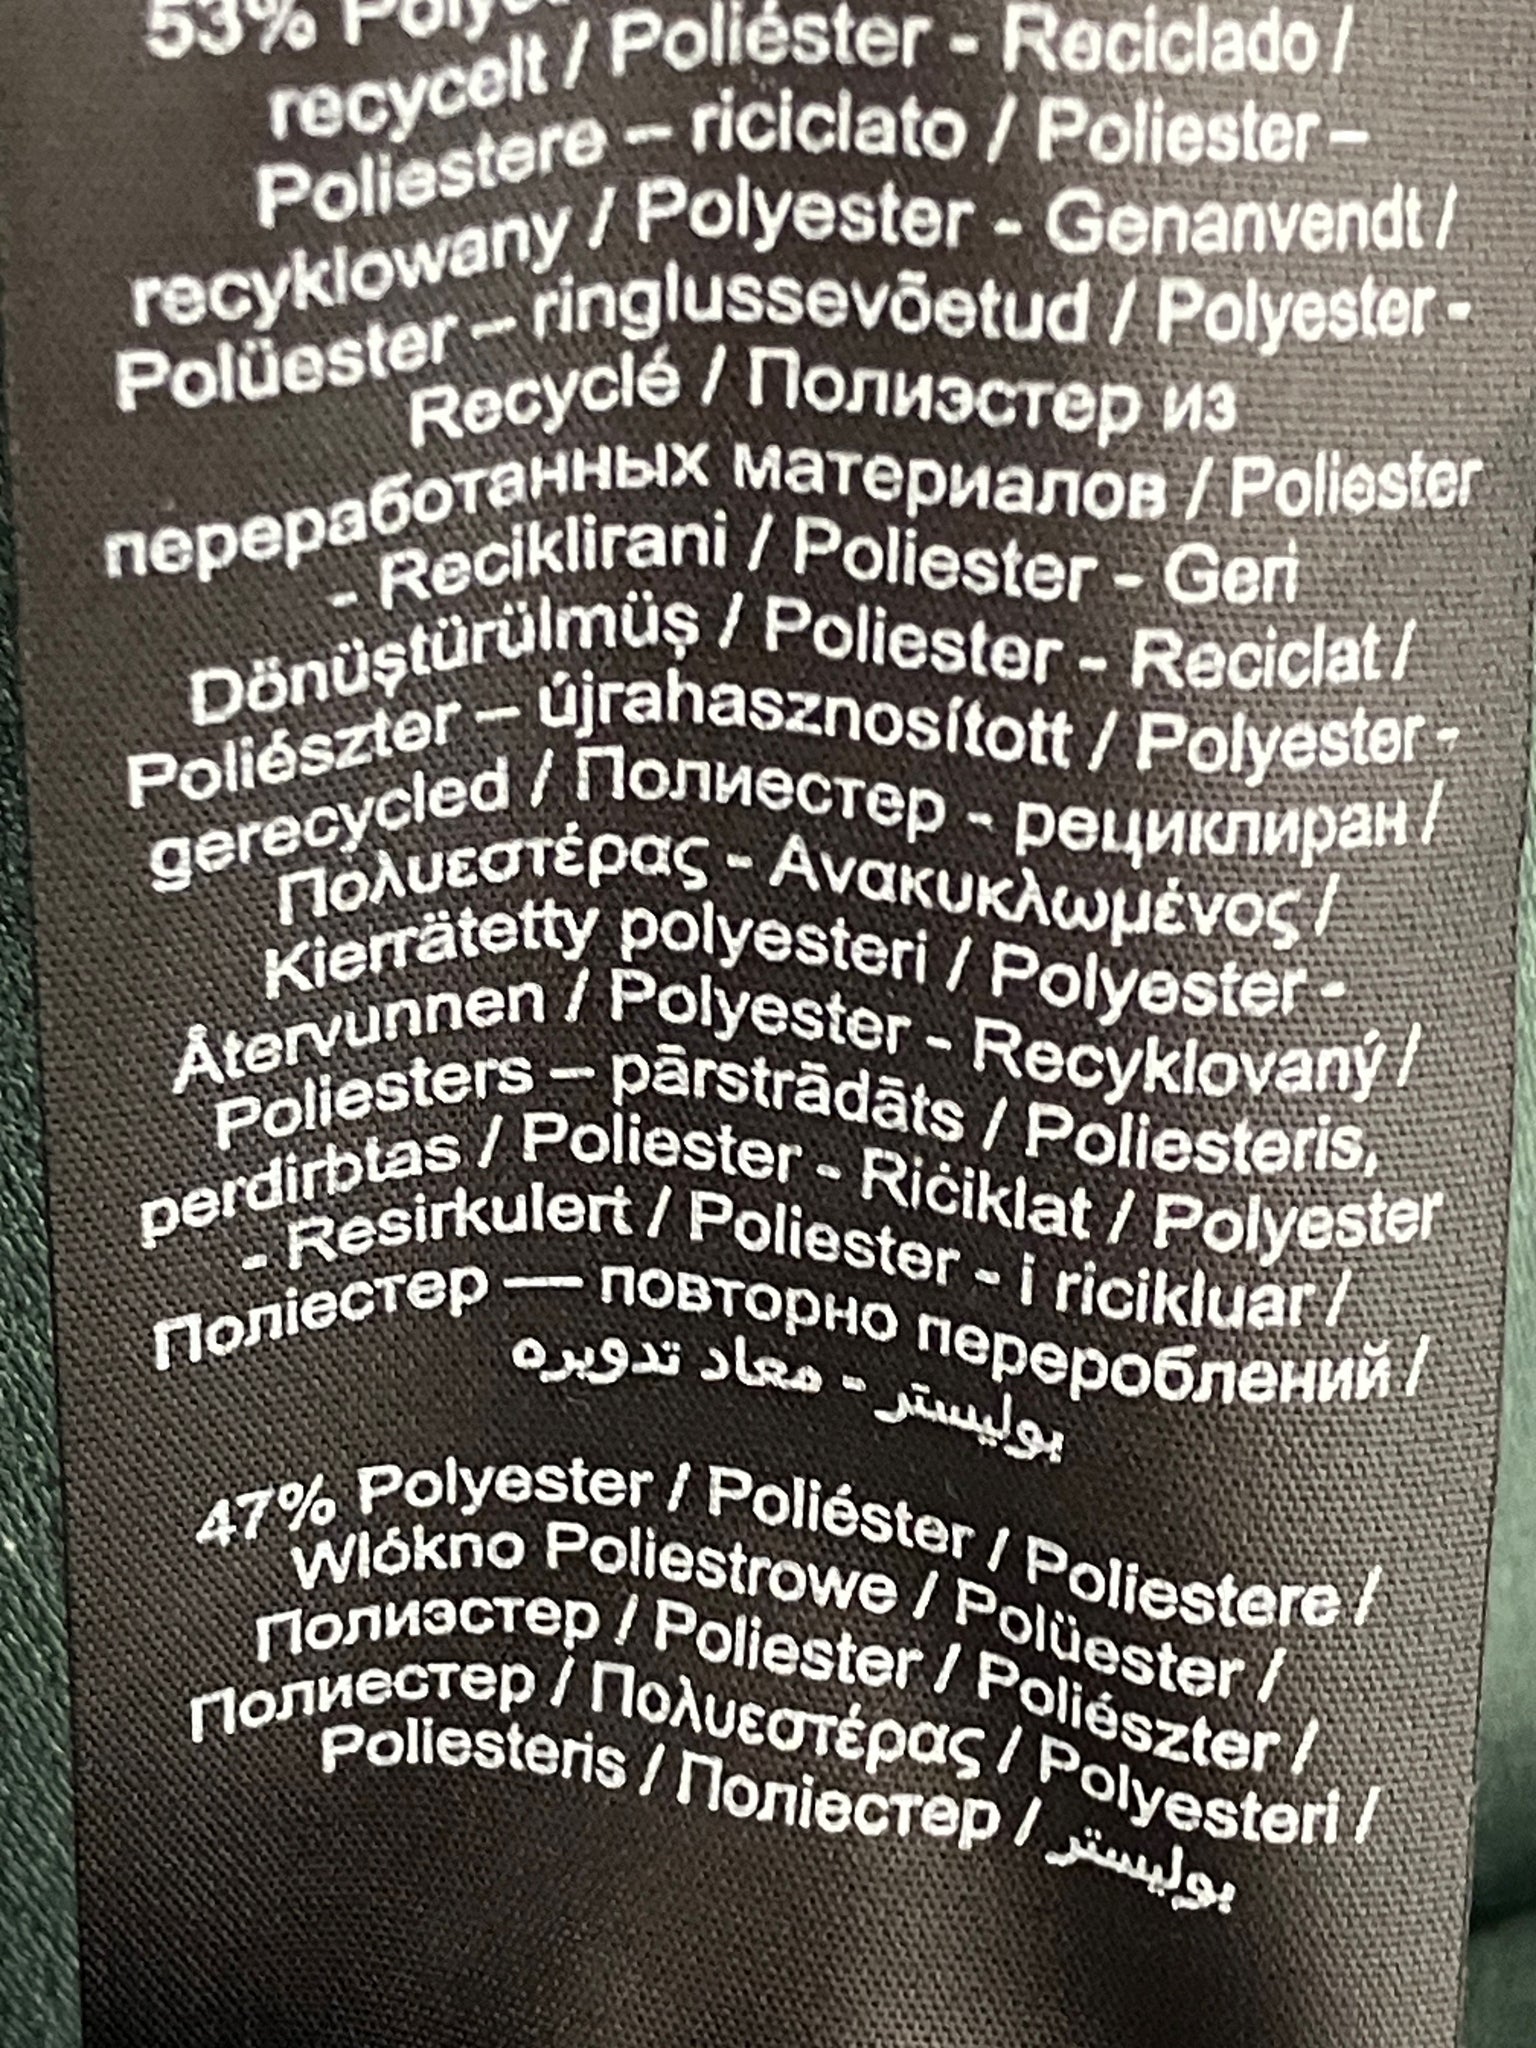 53%
recycelt / Poliéster - Reciclado /
Poliestere – riciclato / Poliester –
recyklowany / Polyester - Genanvendt /
Polüester – ringlussevõetud / Polyester -
Recyclé / Полиэстер из
переработанных материалов / Poliester
- Reciklirani / Poliester - Geri
Dönüştürülmüş / Poliester - Reciclat /
Poliészter – újrahasznosított / Polyester -
gerecycled / Полиестер - рециклиран /
Πολυεστέρας - Ανακυκλωμένος /
Kierrätetty polyesteri / Polyester -
Återvunnen / Polyester - Recyklovaný /
Poliesters – pārstrādāts / Poliesteris,
perdirbtas / Poliester - Riċiklat / Polyester
- Resirkulert / Poliester - i ricikluar /
Поліестер — повторно перероблений /
بوليستر - معاد تدويره
47% Polyester / Poliéster / Poliestere /
Wlókno Poliestrowe / Polüester /
Полиэстер / Poliester / Poliészter /
Полиестер / Πολυεστέρας / Polyesteri /
Poliesteris / Поліестер / بوليستر